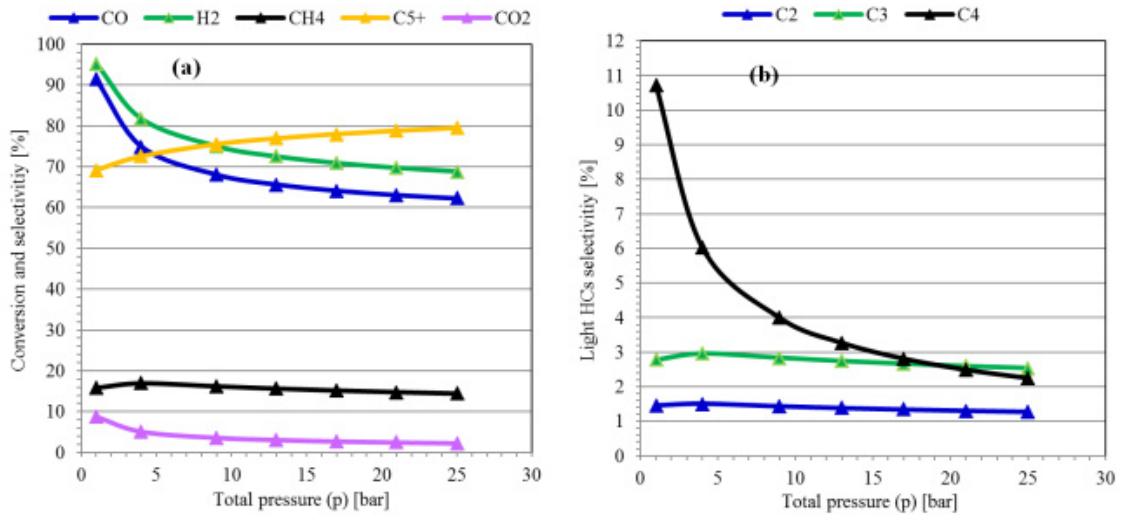 CO H2 CH4 C5+ CO2
(a)
Conversion and selectivity [%]
100
90
80
70
60
50
40
30
20
10
0
0 5 10 15 20 25 30
Total pressure (p) [bar]
C2 C3 C4
(b)
Light HCs selectivitiy [%]
12
11
10
9
8
7
6
5
4
3
2
1
0
0 5 10 15 20 25 30
Total pressure (p) [bar]